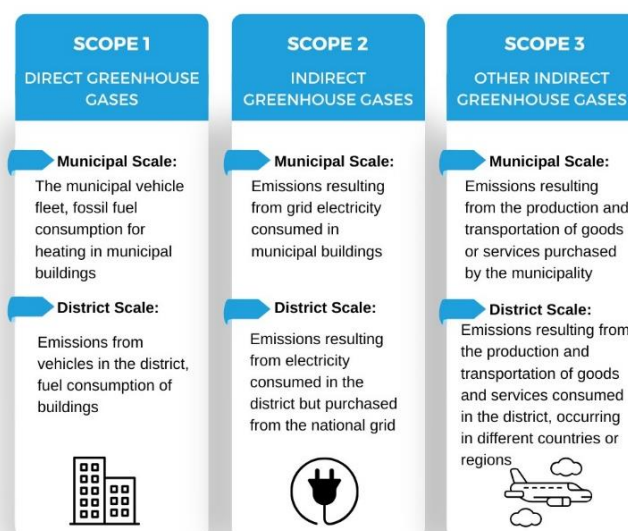 SCOPE 1
DIRECT GREENHOUSE
GASES
Municipal Scale:
The municipal vehicle
fleet, fossil fuel
consumption for
heating in municipal
buildings
District Scale:
Emissions from
vehicles in the district,
fuel consumption of
buildings
SCOPE 2
INDIRECT
GREENHOUSE GASES
Municipal Scale:
Emissions resulting
from grid electricity
consumed in
municipal buildings
District Scale:
Emissions resulting
from electricity
consumed in the
district but purchased
from the national grid
SCOPE 3
OTHER INDIRECT
GREENHOUSE GASES
Municipal Scale:
Emissions resulting
from the production and
transportation of goods
or services purchased
by the municipality
District Scale:
Emissions resulting from
the production and
transportation of goods
and services consumed
in the district, occurring
in different countries or
regions